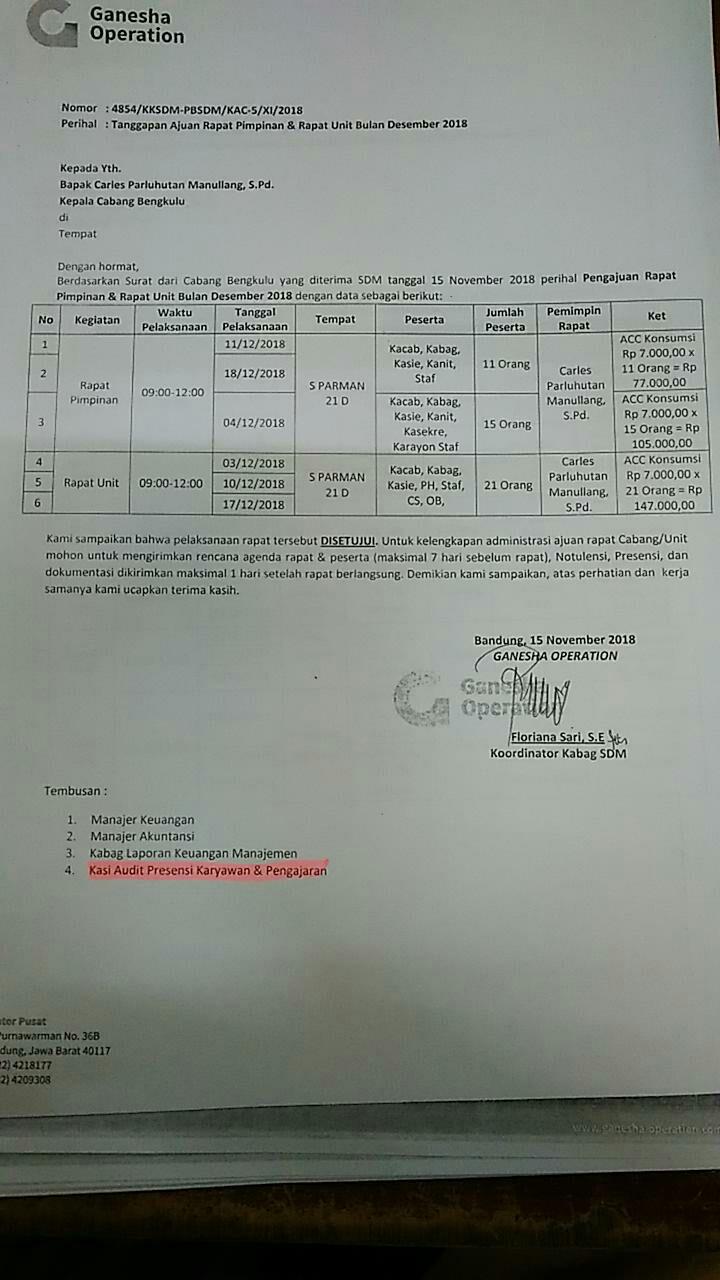 Ganesha
Operation
Nomor : 4854/KKSDM-PBSDM/KAC-5/XI/2018
Perihal : Tanggapan Ajuan Rapat Pimpinan & Rapat Unit Bulan Desember 2018
Kepada Yth.
Bapak Carles Parluhutan Manullang, S.Pd.
Kepala Cabang Bengkulu
di
Tempat
Dengan hormat,
Berdasarkan Surat dari Cabang Bengkulu yang diterima SDM tanggal 15 November 2018 perihal Pengajuan Rapat
Pimpinan & Rapat Unit Bulan Desember 2018 dengan data sebagai berikut:
No Kegiatan Waktu Pelaksanaan Tanggal Pelaksanaan Tempat Peserta Jumlah Peserta Pemimpin Rapat Ket
1 11/12/2018
2 18/12/2018
3 04/12/2018
Rapat
Pimpinan
09:00-12:00
S PARMAN
21 D
Kacab, Kabag,
Kasie, Kanit,
Staf
11 Orang
Kacab, Kabag,
Kasie, Kanit,
Kasekre,
Karayon Staf
15 Orang
Carles
Parluhutan
Manullang,
S.Pd.
ACC Konsumsi
Rp 7.000,00 x
11 Orang = Rp
77.000,00
ACC Konsumsi
Rp 7.000,00 x
15 Orang = Rp
105.000,00
4 03/12/2018
5 10/12/2018
6 17/12/2018
Rapat Unit
09:00-12:00
S PARMAN
21 D
Kacab, Kabag,
Kasie, PH, Staf,
CS, OB,
21 Orang
Carles
Parluhutan
Manullang,
S.Pd.
ACC Konsumsi
Rp 7.000,00 x
21 Orang = Rp
147.000,00
Kami sampaikan bahwa pelaksanaan rapat tersebut DISETUJUI. Untuk kelengkapan administrasi ajuan rapat Cabang/Unit
mohon untuk mengirimkan rencana agenda rapat & peserta (maksimal 7 hari sebelum rapat), Notulensi, Presensi, dan
dokumentasi dikirimkan maksimal 1 hari setelah rapat berlangsung. Demikian kami sampaikan, atas perhatian dan kerja
samanya kami ucapkan terima kasih.
Bandung, 15 November 2018
GANESHA OPERATION
Ganesha
Operation
Floriana Sari, S.E
Koordinator Kabag SDM
Tembusan :
1. Manajer Keuangan
2. Manajer Akuntansi
3. Kabag Laporan Keuangan Manajemen
4. Kasi Audit Presensi Karyawan & Pengajaran
tor Pusat
Purnawarman No. 36B
dung, Jawa Barat 40117
2) 4218177
2) 4209308
www.ganesha-operation.com